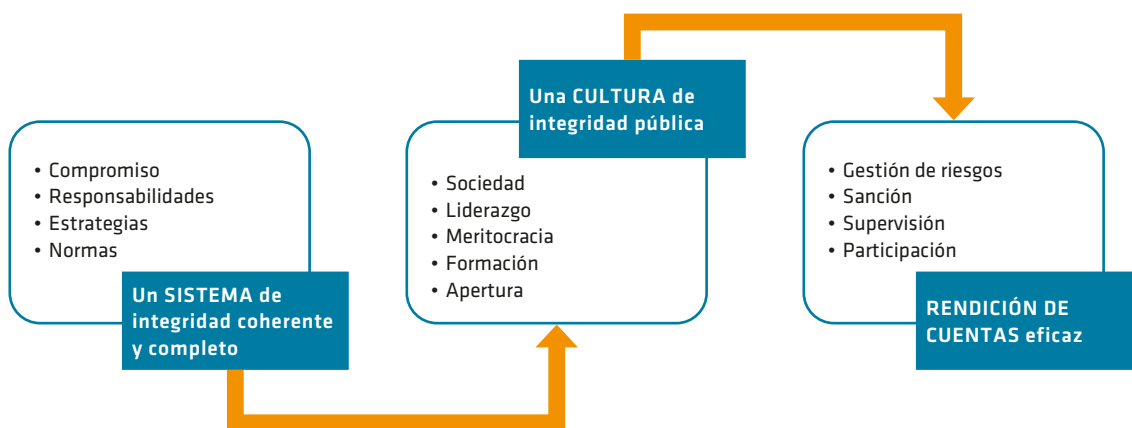 • Compromiso
• Responsabilidades
• Estrategias
• Normas
Un SISTEMA de
integridad coherente
y completo
Una CULTURA de
integridad pública
• Sociedad
• Liderazgo
• Meritocracia
• Formación
• Apertura
• Gestión de riesgos
• Sanción
• Supervisión
• Participación
RENDICIÓN DE
CUENTAS eficaz